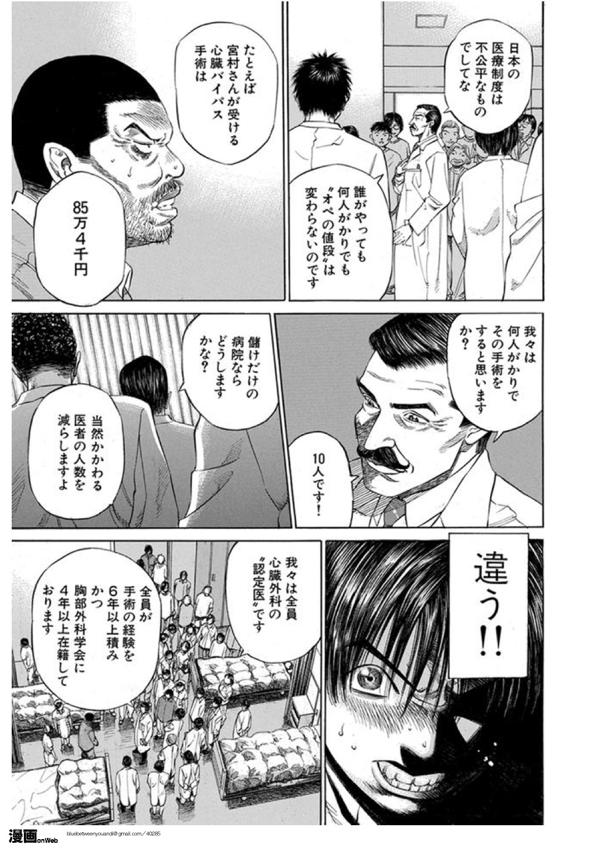 日本の
医療制度は
不公平なもの
でしてな
誰がやっても
何人がかりでも
“オペの値段”は
変わらないのです
たとえば
宮村さんが受ける
心臓バイパス
手術は
85万4千円
我々は
何人がかりで
その手術を
すると思います
か?
10人です!
儲けだけの
病院なら
どうします
かな?
当然かかわる
医者の人数を
減らしますよ
違う!!
我々は全員
心臓外科の
“認定医”です
全員が
手術の経験を
6年以上積み
かつ
胸部外科学会に
4年以上在籍して
おります
漫画onWeb
bluebetweenyouandi@gmail.com/40285